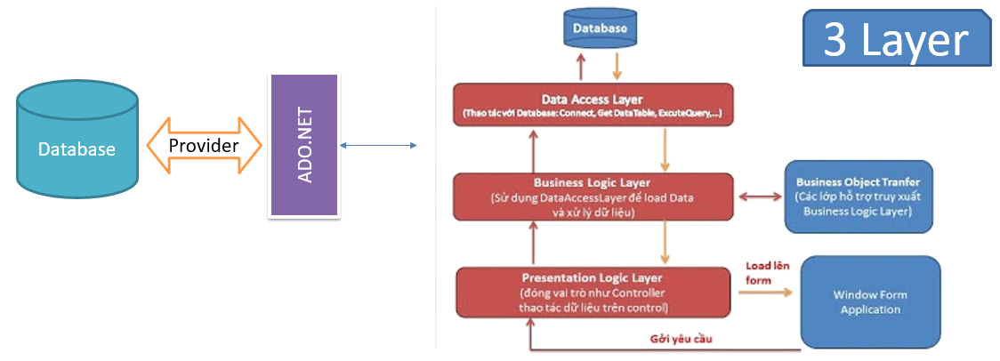 3 Layer
Database
Provider
ADO.NET
Database
Data Access Layer
(Thao tác với Database: Connect, Get DataTable, ExcuteQuery,...)
Business Logic Layer
(Sử dụng DataAccessLayer để load Data
và xử lý dữ liệu)
Business Object Tranfer
(Các lớp hỗ trợ truy xuất
Business Logic Layer)
Presentation Logic Layer
(đóng vai trò như Controller
thao tác dữ liệu trên control)
Load lên
form
Window Form
Application
Gởi yêu cầu